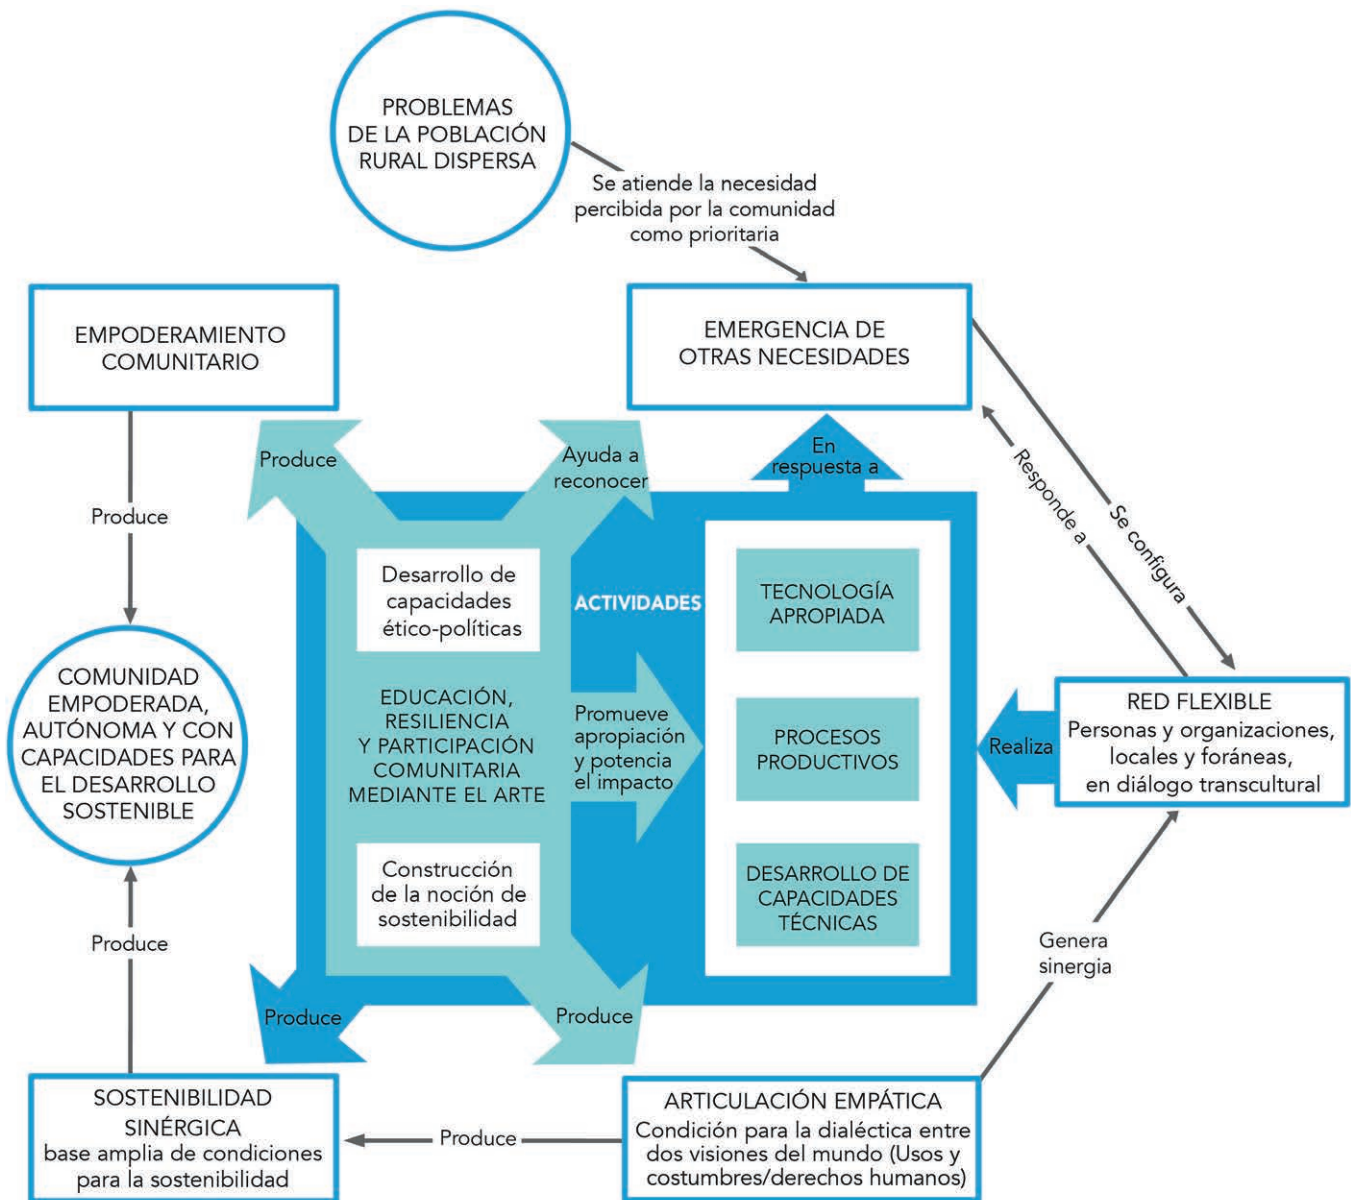 PROBLEMAS
DE LA POBLACIÓN
RURAL DISPERSA
Se atiende la necesidad
percibida por la comunidad
como prioritaria
EMPODERAMIENTO
COMUNITARIO
EMERGENCIA DE
OTRAS NECESIDADES
Produce
Produce
Ayuda a
reconocer
En
respuesta a
Responde a
Se configura
Desarrollo de
capacidades
ético-políticas
ACTIVIDADES
TECNOLOGÍA
APROPIADA
COMUNIDAD
EMPODERADA,
AUTÓNOMA Y CON
CAPACIDADES PARA
EL DESARROLLO
SOSTENIBLE
EDUCACIÓN,
RESILIENCIA
Y PARTICIPACIÓN
COMUNITARIA
MEDIANTE EL ARTE
Promueve
apropiación
y potencia
el impacto
PROCESOS
PRODUCTIVOS
Realiza
RED FLEXIBLE
Personas y organizaciones,
locales y foráneas,
en diálogo transcultural
Construcción
de la noción de
sostenibilidad
DESARROLLO DE
CAPACIDADES
TÉCNICAS
Produce
Genera
sinergia
Produce
Produce
SOSTENIBILIDAD
SINÉRGICA
base amplia de condiciones
para la sostenibilidad
Produce
ARTICULACIÓN EMPÁTICA
Condición para la dialéctica entre
dos visiones del mundo (Usos y
costumbres/derechos humanos)